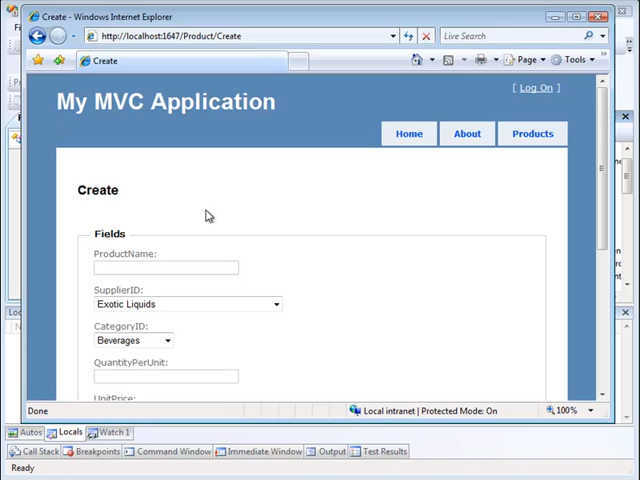 Create - Windows Internet Explorer
http://localhost:1647/Product/Create
Live Search
Create
Page
Tools
[ Log On ]
My MVC Application
Home
About
Products
Create
Fields
ProductName:
SupplierID:
Exotic Liquids
CategoryID:
Beverages
QuantityPerUnit:
UnitPrice:
Done
Local intranet | Protected Mode: On
100%
Autos
Locals
Watch 1
Call Stack
Breakpoints
Command Window
Immediate Window
Output
Test Results
Ready